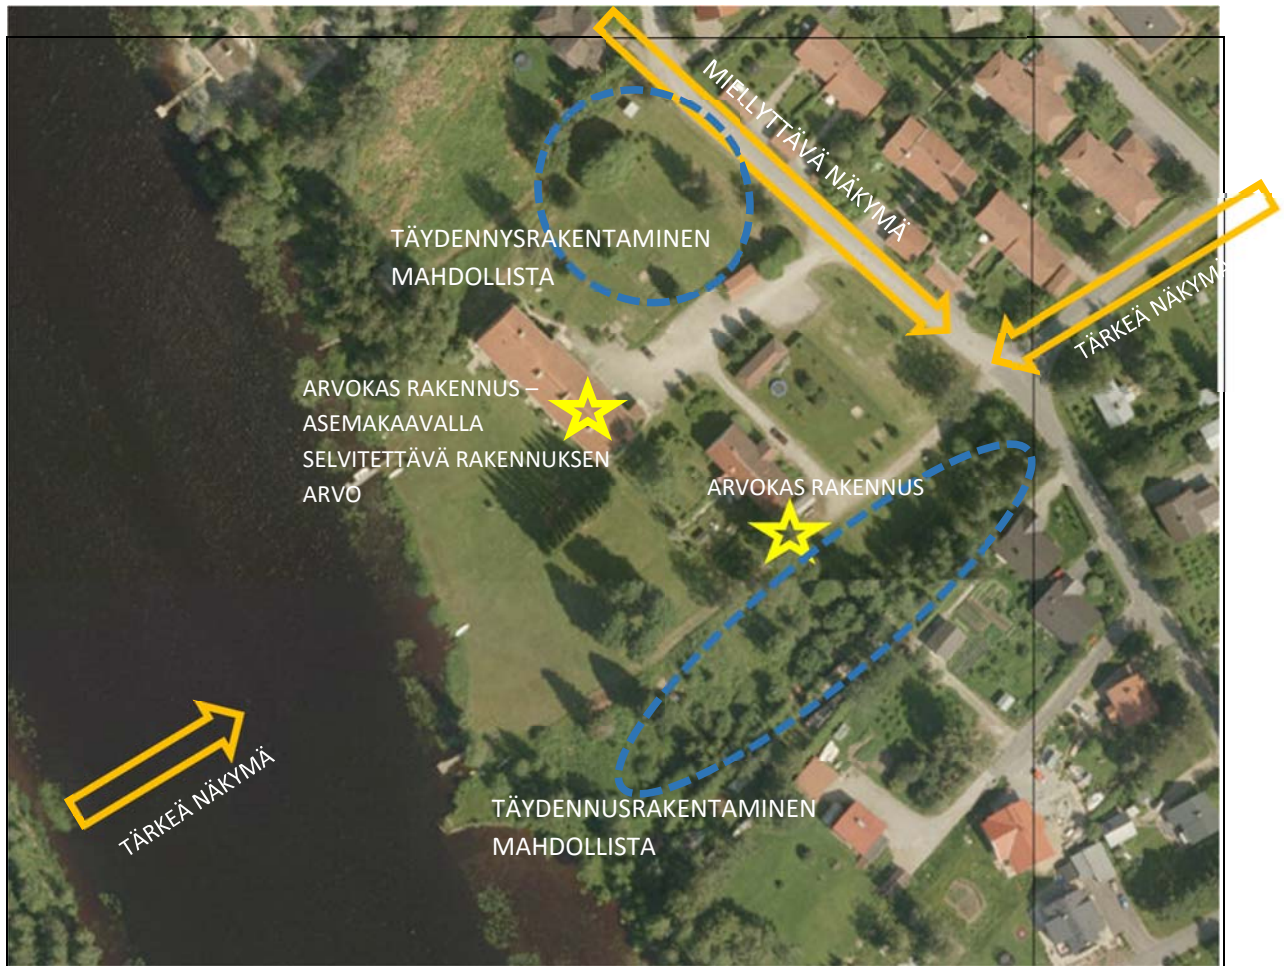 MIELLYTTÄVÄ NÄKYMÄ
TÄYDENNYSRAKENTAMINEN
MAHDOLLISTA
TÄRKEÄ NÄKYMÄ
ARVOKAS RAKENNUS –
ASEMAKAAVALLA
SELVITETTÄVÄ RAKENNUKSEN
ARVO
ARVOKAS RAKENNUS
TÄRKEÄ NÄKYMÄ
TÄYDENNUSRAKENTAMINEN
MAHDOLLISTA